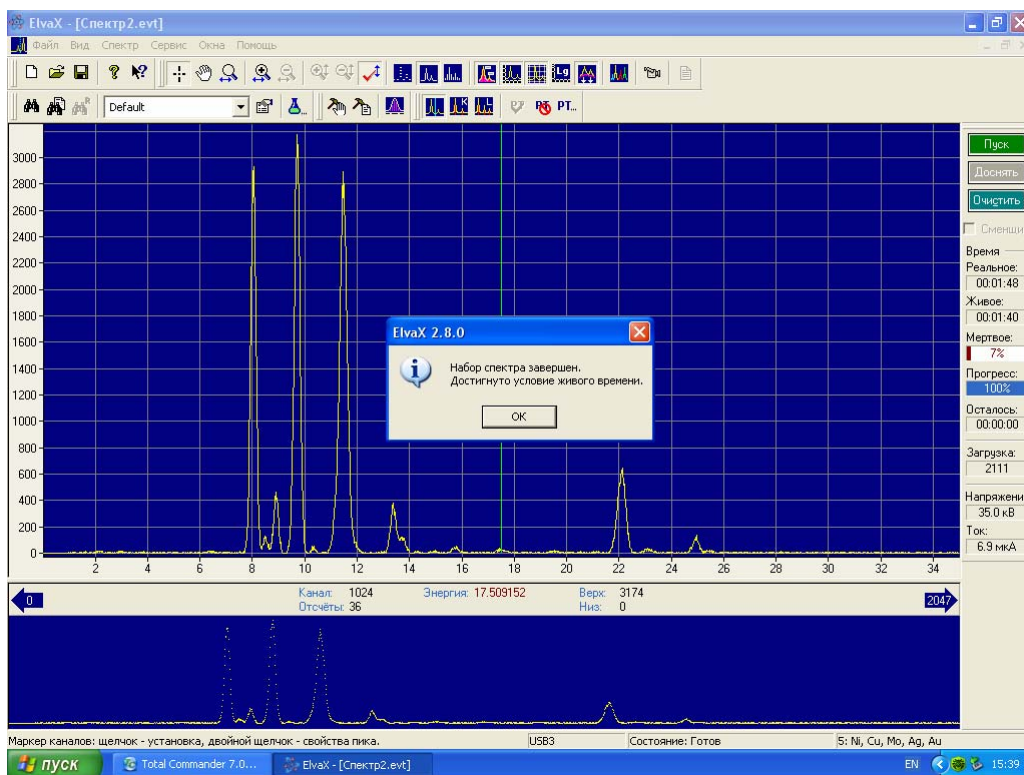 ElvaX - [Спектр2.evt]
Файл Вид Спектр Сервис Окна Помощь
Lg
Default
R K L PT PT...
3000
2800
2600
2400
2200
2000
1800
1600
1400
1200
1000
800
600
400
200
0
2 4 6 8 10 12 14 16 18 20 22 24 26 28 30 32 34
ElvaX 2.8.0
Набор спектра завершен.
Достигнуто условие живого времени.
OK
Пуск
Доснять
Очистить
Сменщи
Время
Реальное:
00:01:48
Живое:
00:01:40
Мертвое:
7%
Прогресс:
100%
Осталось:
00:00:00
Загрузка:
2111
Напряжени
35.0 кВ
Ток:
6.9 мкА
0 Канал: 1024 Энергия: 17.509152 Верх: 3174 2047
Отсчёты: 36 Низ: 0
Маркер каналов: щелчок - установка, двойной щелчок - свойства пика. USB3 Состояние: Готов 5: Ni, Cu, Mo, Ag, Au
пуск Total Commander 7.0... ElvaX - [Спектр2.evt] EN 15:39